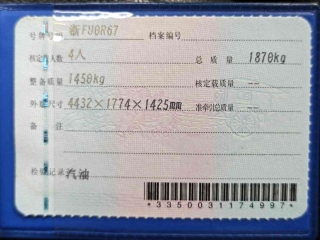 号牌号码 浙FU0R67 档案编号
核定载人数 4人 总质量 1870kg
整备质量 1450kg 核定载质量 --
外廓尺寸 4432×1774×1425mm 准牵引总质量 --
备注
检验记录 汽油
*3350031174997*